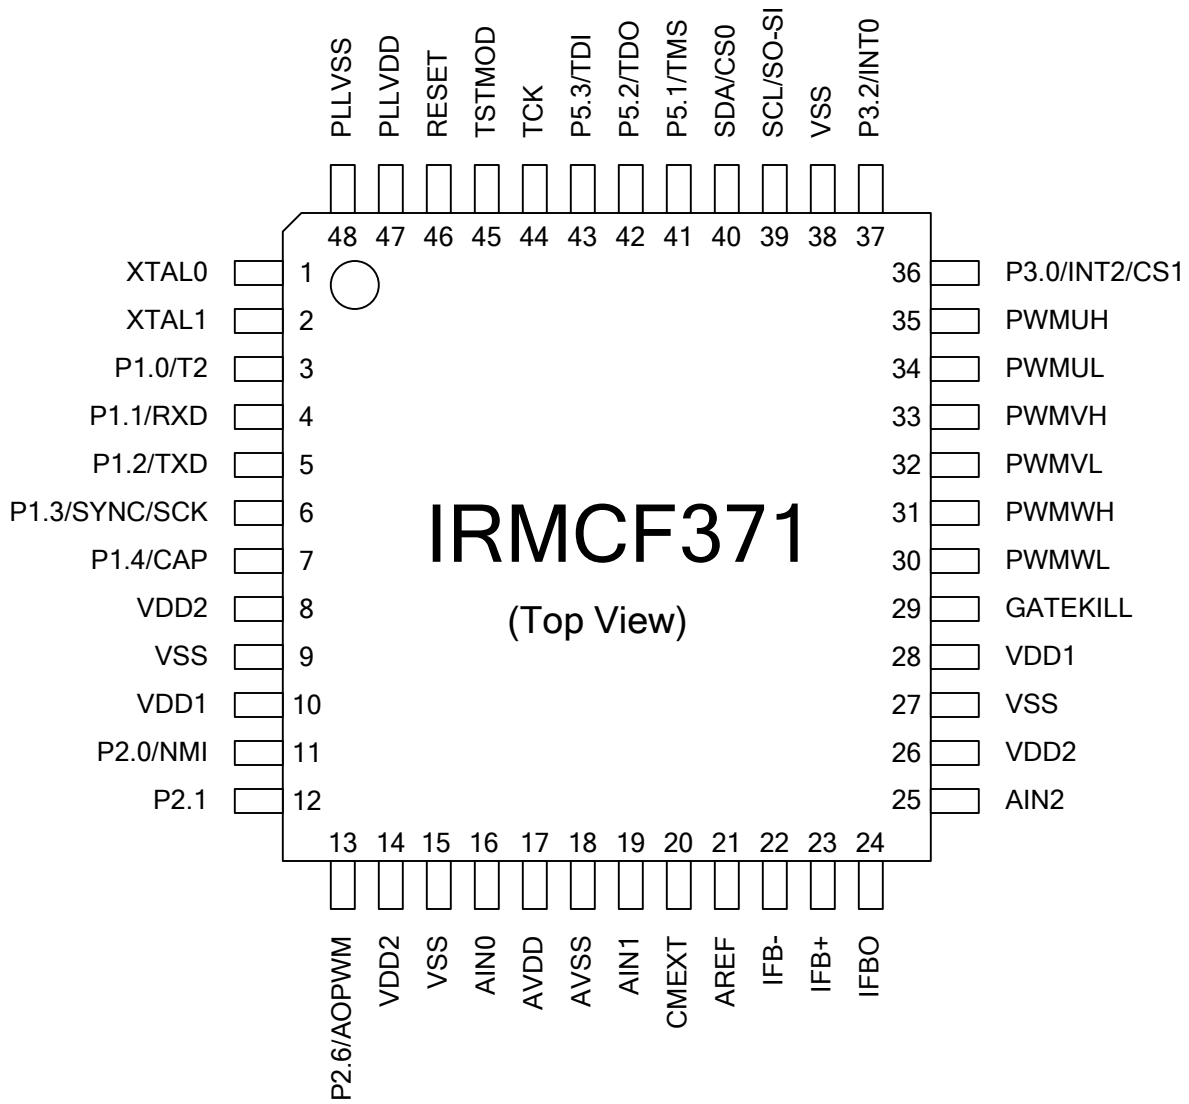 PLLVSS
PLLVDD
RESET
TSTMOD
TCK
P5.3/TDI
P5.2/TDO
P5.1/TMS
SDA/CS0
SCL/SO-SI
VSS
P3.2/INT0
48 47 46 45 44 43 42 41 40 39 38 37
XTAL0 1
XTAL1 2
P1.0/T2 3
P1.1/RXD 4
P1.2/TXD 5
P1.3/SYNC/SCK 6
P1.4/CAP 7
VDD2 8
VSS 9
VDD1 10
P2.0/NMI 11
P2.1 12
IRMCF371
(Top View)
36 P3.0/INT2/CS1
35 PWMUH
34 PWMUL
33 PWMVH
32 PWMVL
31 PWMWH
30 PWMWL
29 GATEKILL
28 VDD1
27 VSS
26 VDD2
25 AIN2
13 14 15 16 17 18 19 20 21 22 23 24
P2.6/AOPWM
VDD2
VSS
AIN0
AVDD
AVSS
AIN1
CMEXT
AREF
IFB-
IFB+
IFBO